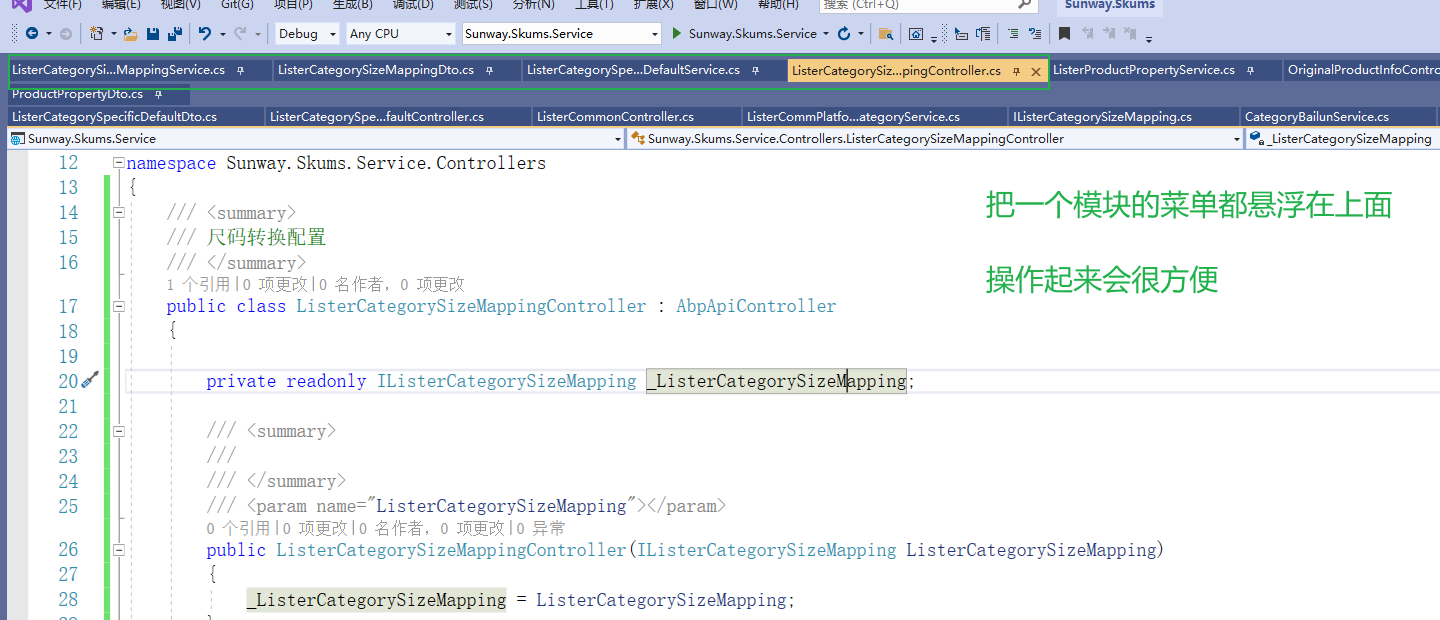 文件(F) 编辑(E) 视图(V) Git(G) 项目(P) 生成(B) 调试(D) 测试(S) 分析(N) 工具(T) 扩展(X) 窗口(W) 帮助(H) 搜索 (Ctrl+Q) Sunway.Skums
Debug Any CPU Sunway.Skums.Service Sunway.Skums.Service
ListerCategorySi...MappingService.cs ListerCategorySizeMappingDto.cs ListerCategorySpe...DefaultService.cs ListerCategorySiz...pingController.cs ListerProductPropertyService.cs OriginalProductInfoContro
ProductPropertyDto.cs
ListerCategorySpecificDefaultDto.cs ListerCategorySpe...faultController.cs ListerCommonController.cs ListerCommPlatfo...ategoryService.cs IListerCategorySizeMapping.cs CategoryBailunService.cs
Sunway.Skums.Service Sunway.Skums.Service.Controllers.ListerCategorySizeMappingController _ListerCategorySizeMapping
12 namespace Sunway.Skums.Service.Controllers
13 {
14 /// <summary>
把一个模块的菜单都悬浮在上面
15 /// 尺码转换配置
16 /// </summary>
操作起来会很方便
1 个引用|0 项更改|0 名作者，0 项更改
17 public class ListerCategorySizeMappingController : AbpApiController
18 {
19
20 private readonly IListerCategorySizeMapping _ListerCategorySizeMapping;
21
22 /// <summary>
23 ///
24 /// </summary>
25 /// <param name="ListerCategorySizeMapping"></param>
0 个引用|0 项更改|0 名作者，0 项更改|0 异常
26 public ListerCategorySizeMappingController(IListerCategorySizeMapping ListerCategorySizeMapping)
27 {
28 _ListerCategorySizeMapping = ListerCategorySizeMapping;